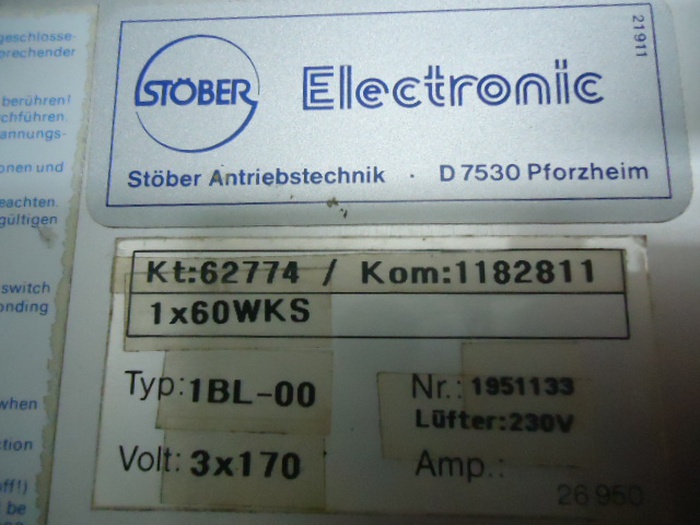 geschlosse-
prechender
berühren!
chführen.
annungs-
onen und
eachten.
gültigen
switch
onding
when
ction
off!)
be
21911
STÖBER
Electronic
Stöber Antriebstechnik · D 7530 Pforzheim
Kt:62774 / Kom:1182811
1x60WKS
Typ:1BL-00
Nr.:1951133
Lüfter:230V
Volt:3x170
Amp.:
26 950